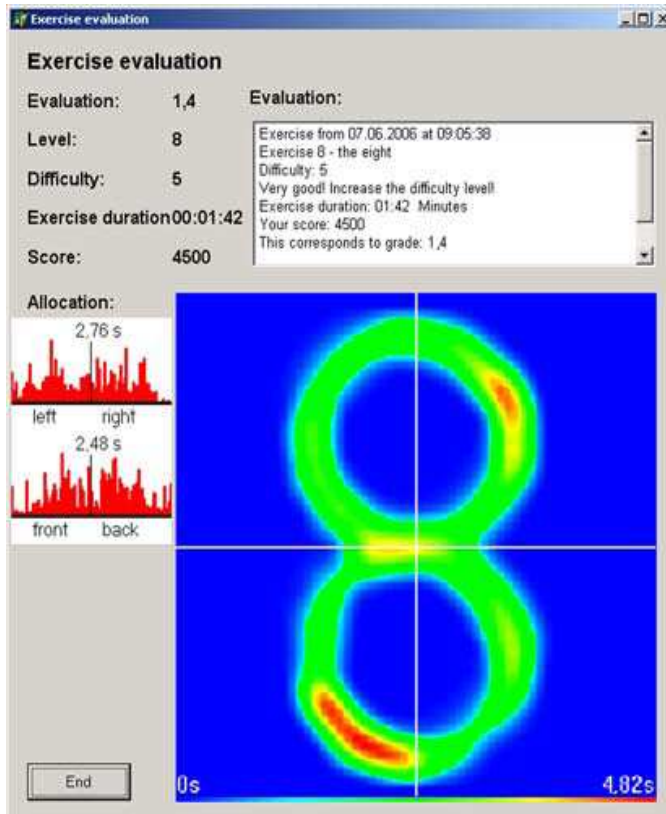 Exercise evaluation
Exercise evaluation
Evaluation: 1,4
Level: 8
Difficulty: 5
Exercise duration 00:01:42
Score: 4500
Evaluation:
Exercise from 07.06.2006 at 09:05:38
Exercise 8 - the eight
Difficulty: 5
Very good! Increase the difficulty level!
Exercise duration: 01:42 Minutes
Your score: 4500
This corresponds to grade: 1,4
Allocation:
2,76 s
left right
2,48 s
front back
0s 4,82s
End